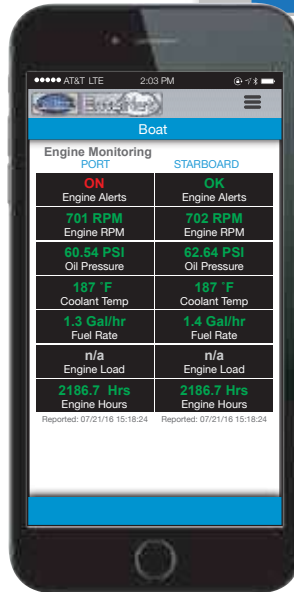 AT&T LTE 2:03 PM
Boat
Engine Monitoring
PORT STARBOARD
ON OK
Engine Alerts Engine Alerts
701 RPM 702 RPM
Engine RPM Engine RPM
60.54 PSI 62.64 PSI
Oil Pressure Oil Pressure
187 °F 187 °F
Coolant Temp Coolant Temp
1.3 Gal/hr 1.4 Gal/hr
Fuel Rate Fuel Rate
n/a n/a
Engine Load Engine Load
2186.7 Hrs 2186.7 Hrs
Engine Hours Engine Hours
Reported: 07/21/16 15:18:24 Reported: 07/21/16 15:18:24